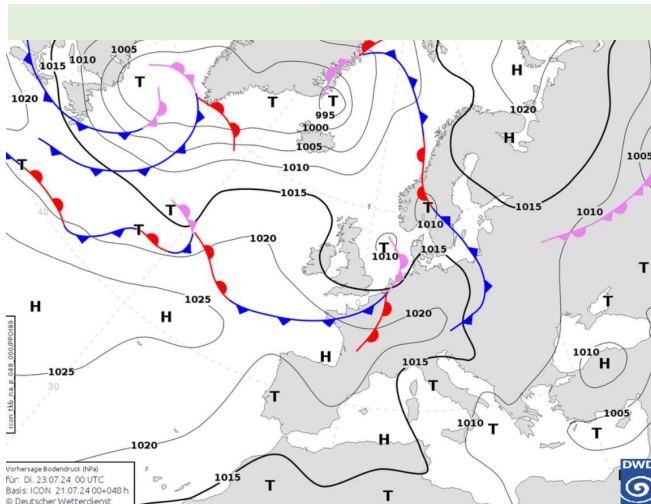 1005
1015
1010
H
T
1020
T
T
995
1000
1020
H
1005
1005
1010
T
T
1015
1010
40
T
T
1010
1015
1020
T
1010
1015
T
1025
H
H
1020
T
H
1010
H
1025
30
1015
T
T
1005
1010
T
T
1020
H
1015
T
T
Vorhersage Bodendruck (hPa)
für: Di. 23.07.24 00 UTC
Basis: ICON 21.07.24 00+048 h
© Deutscher Wetterdienst
DWD